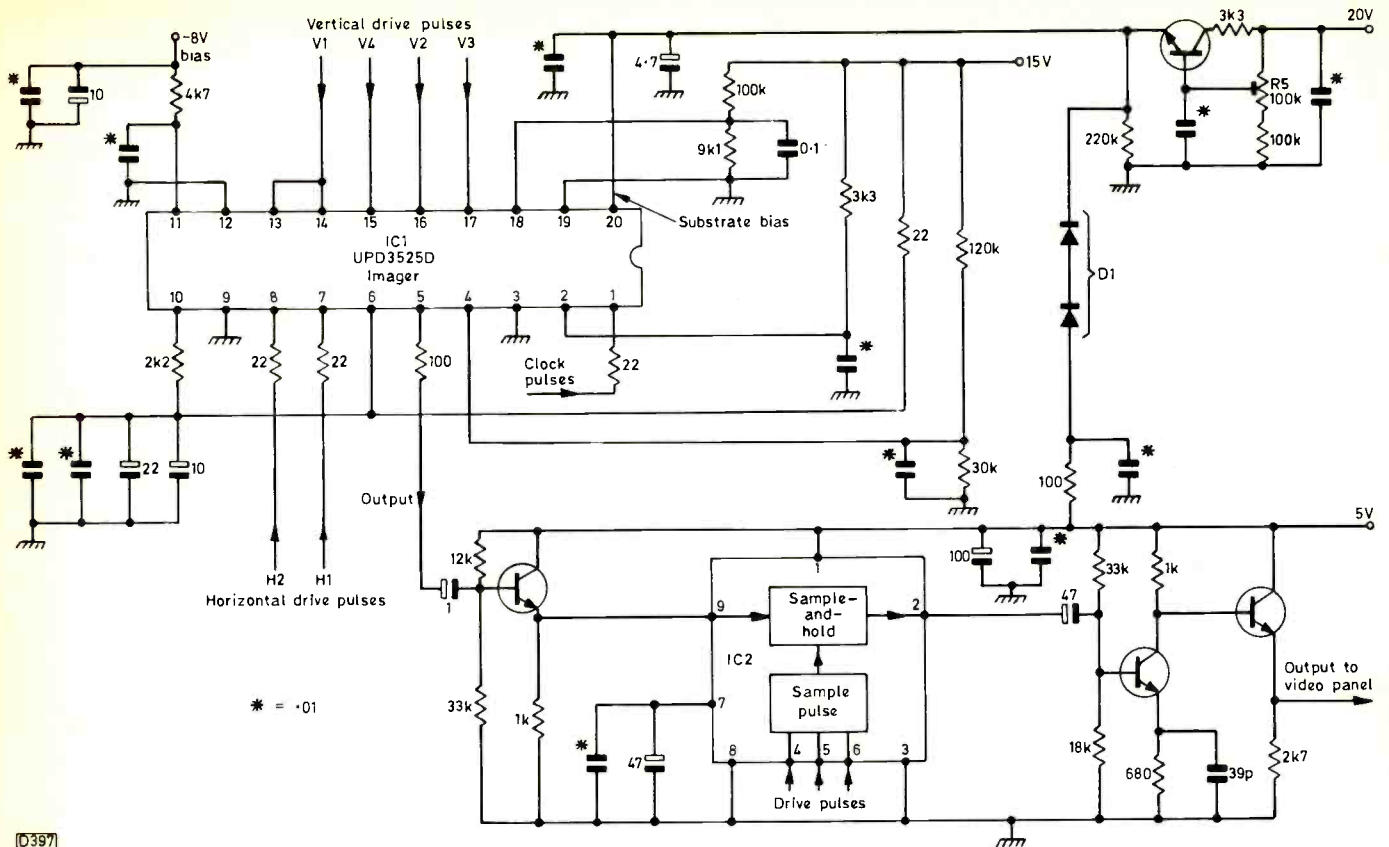 Vertical drive pulses
V1 V4 V2 V3
-8V
bias
*
10
4k7
*
*
4·7
15V
100k
9k1
0·1
3k3
20V
R5
100k
*
*
100k
220k
Substrate bias
3k3
22
120k
11 12 13 14 15 16 17 18 19 20
IC1
UPD3525D
Imager
10 9 8 7 6 5 4 3 2 1
D1
2k2
22
22
100
Clock
pulses
22
*
*
*
22
10
Output
*
30k
100
*
H2 H1
Horizontal drive pulses
5V
12k
1
33k
1k
1
100
*
33k
1k
9
Sample-
and-
hold
2
47
IC2
Sample
pulse
7
*
47
8 4 5 6 3
Drive pulses
18k
680
39p
2k7
Output to
video panel
* = ·01
D397